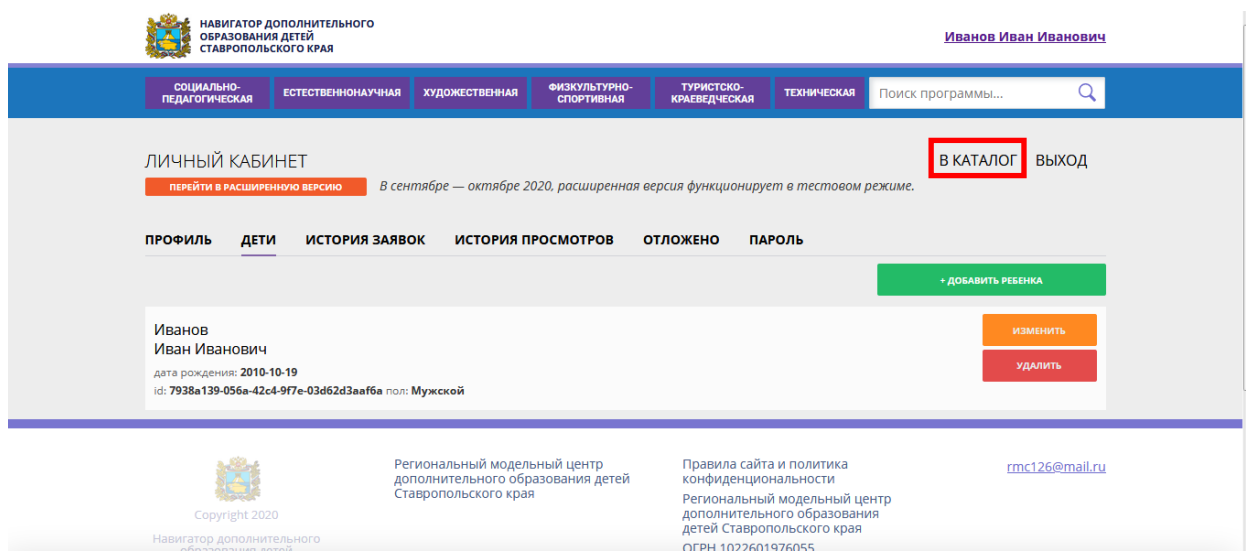 НАВИГАТОР ДОПОЛНИТЕЛЬНОГО
ОБРАЗОВАНИЯ ДЕТЕЙ
СТАВРОПОЛЬСКОГО КРАЯ
Иванов Иван Иванович
СОЦИАЛЬНО-
ПЕДАГОГИЧЕСКАЯ
ЕСТЕСТВЕННОНАУЧНАЯ
ХУДОЖЕСТВЕННАЯ
ФИЗКУЛЬТУРНО-
СПОРТИВНАЯ
ТУРИСТСКО-
КРАЕВЕДЧЕСКАЯ
ТЕХНИЧЕСКАЯ
Поиск программы...
ЛИЧНЫЙ КАБИНЕТ
В КАТАЛОГ
ВЫХОД
ПЕРЕЙТИ В РАСШИРЕННУЮ ВЕРСИЮ
В сентябре — октябре 2020, расширенная версия функционирует в тестовом режиме.
ПРОФИЛЬ
ДЕТИ
ИСТОРИЯ ЗАЯВОК
ИСТОРИЯ ПРОСМОТРОВ
ОТЛОЖЕНО
ПАРОЛЬ
+ ДОБАВИТЬ РЕБЕНКА
Иванов
Иван Иванович
дата рождения: 2010-10-19
id: 7938a139-056a-42c4-9f7e-03d62d3aaf6a пол: Мужской
ИЗМЕНИТЬ
УДАЛИТЬ
Copyright 2020
Навигатор дополнительного
образования детей
Региональный модельный центр
дополнительного образования детей
Ставропольского края
Правила сайта и политика
конфиденциональности
Региональный модельный центр
дополнительного образования
детей Ставропольского края
ОГРН 1022601976055
rmc126@mail.ru